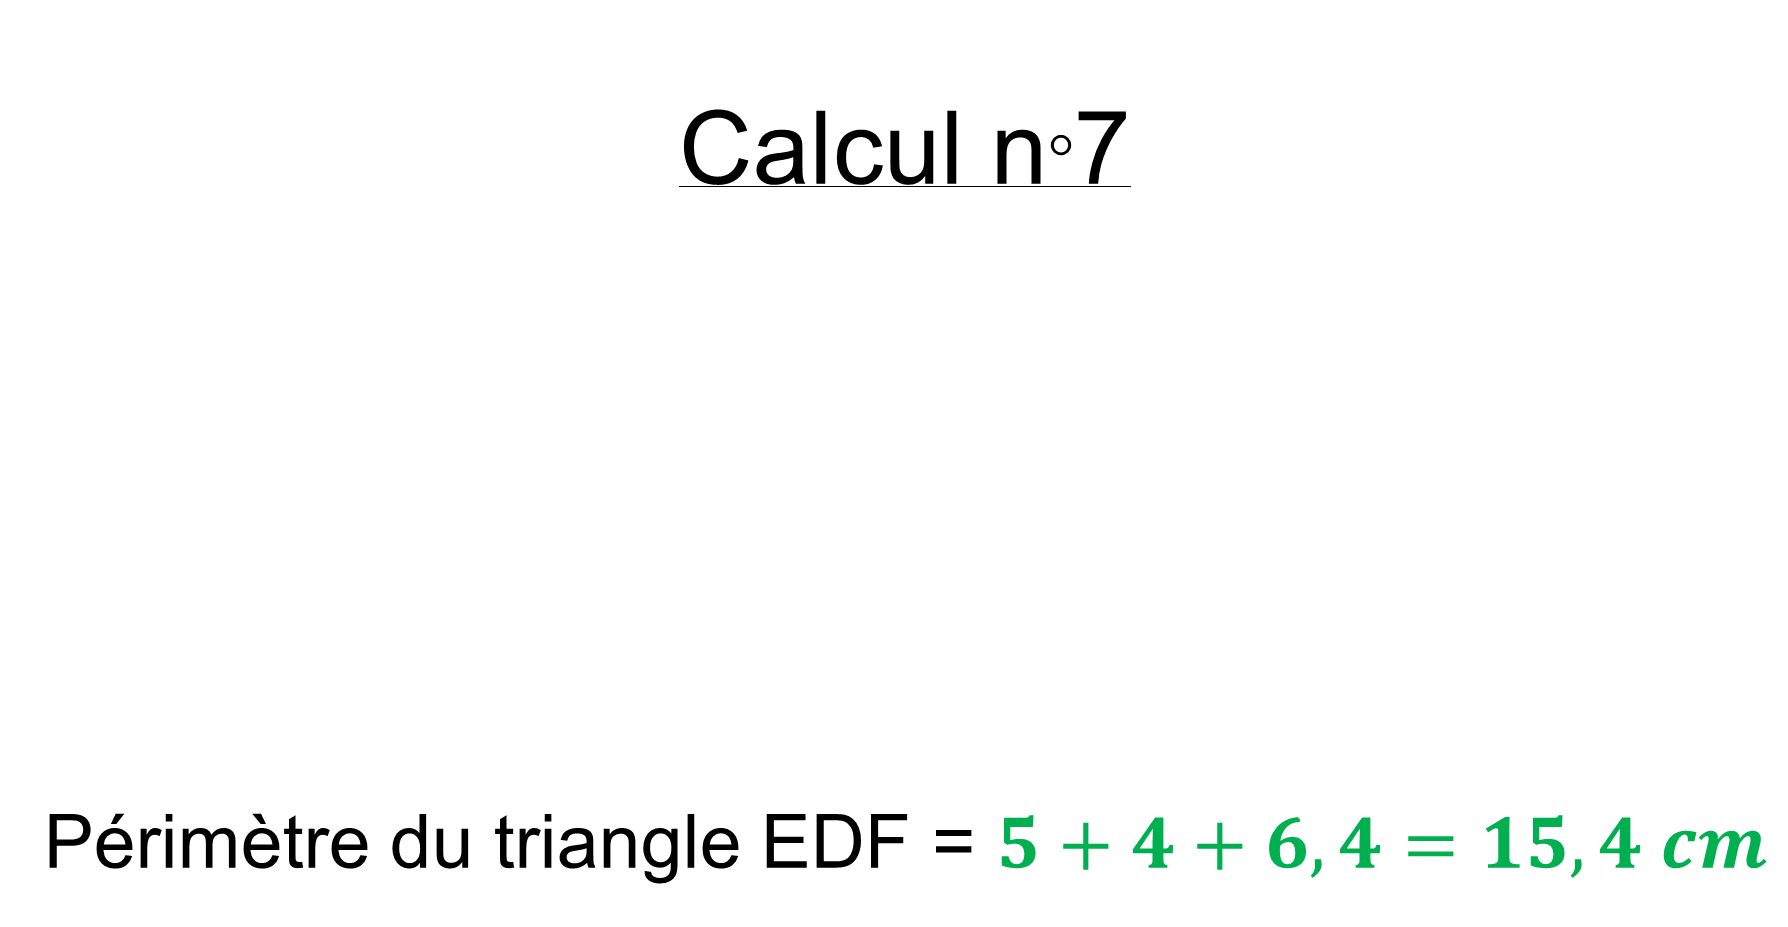 Calcul n°7
Périmètre du triangle EDF = 5 + 4 + 6,4 = 15,4 cm